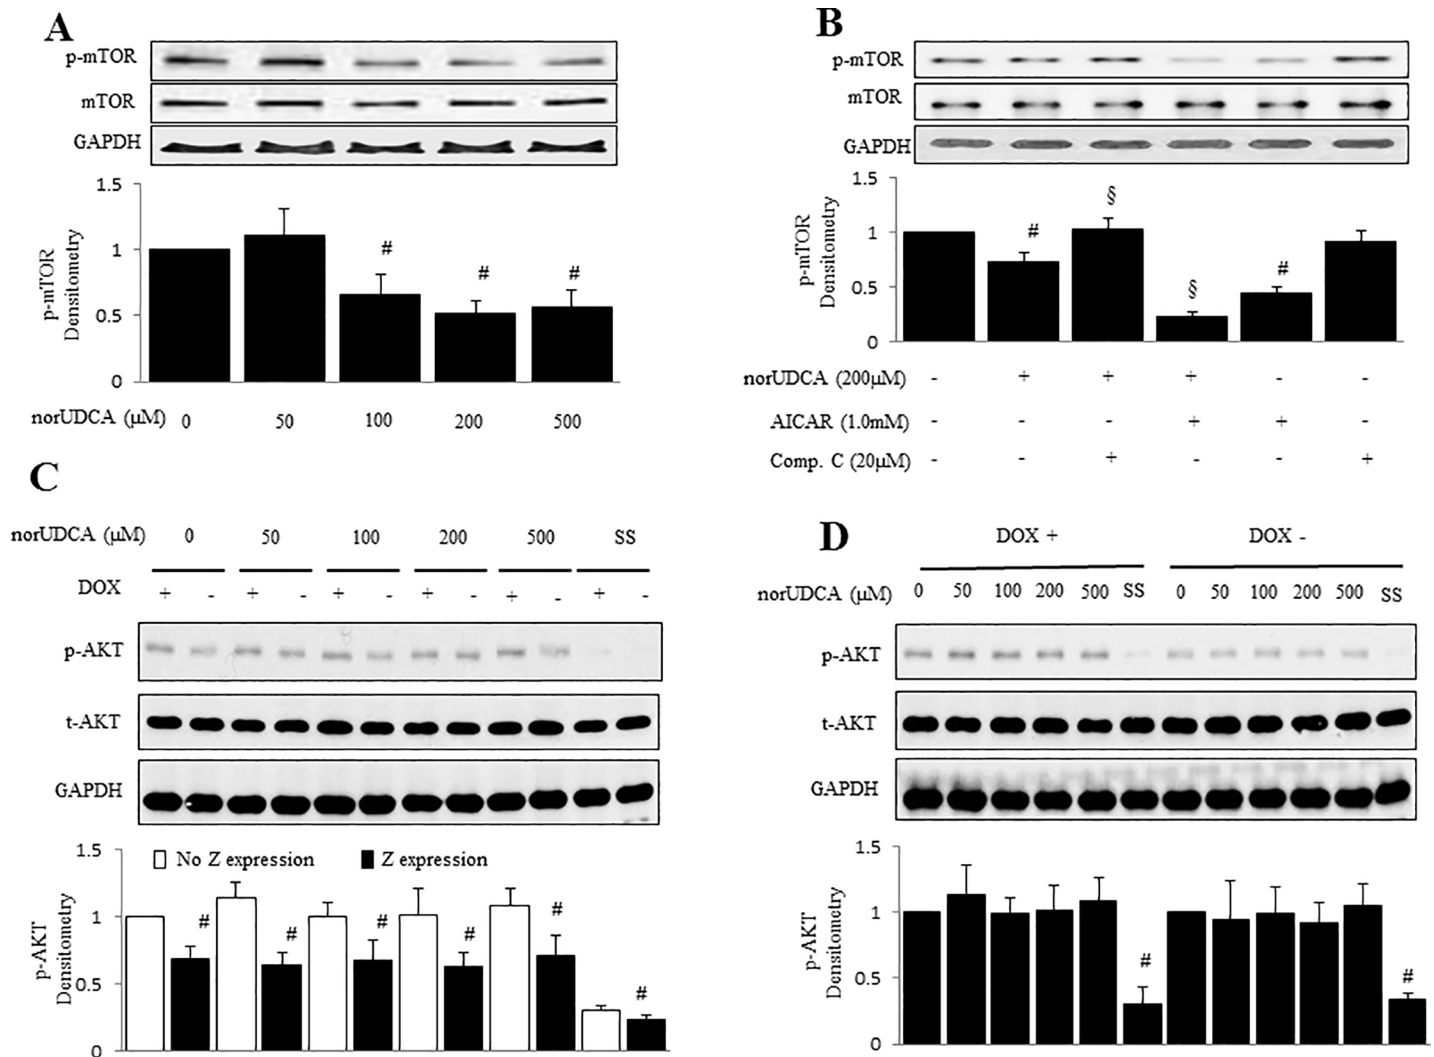 A
p-mTOR
mTOR
GAPDH
1.5
1
0.5
0
p-mTOR
Densitometry
#
#
#
norUDCA (µM) 0 50 100 200 500
B
p-mTOR
mTOR
GAPDH
1.5
1
0.5
0
p-mTOR
Densitometry
#
§
§
#
norUDCA (200µM) - + + + - -
AICAR (1.0mM) - - - + + -
Comp. C (20µM) - - + - - +
C
norUDCA (µM) 0 50 100 200 500 SS
DOX + - + - + - + - + - + -
p-AKT
t-AKT
GAPDH
1.5
1
0.5
0
p-AKT
Densitometry
No Z expression Z expression
# # # # # #
D
DOX + DOX -
norUDCA (µM) 0 50 100 200 500 SS 0 50 100 200 500 SS
p-AKT
t-AKT
GAPDH
1.5
1
0.5
0
p-AKT
Densitometry
# #